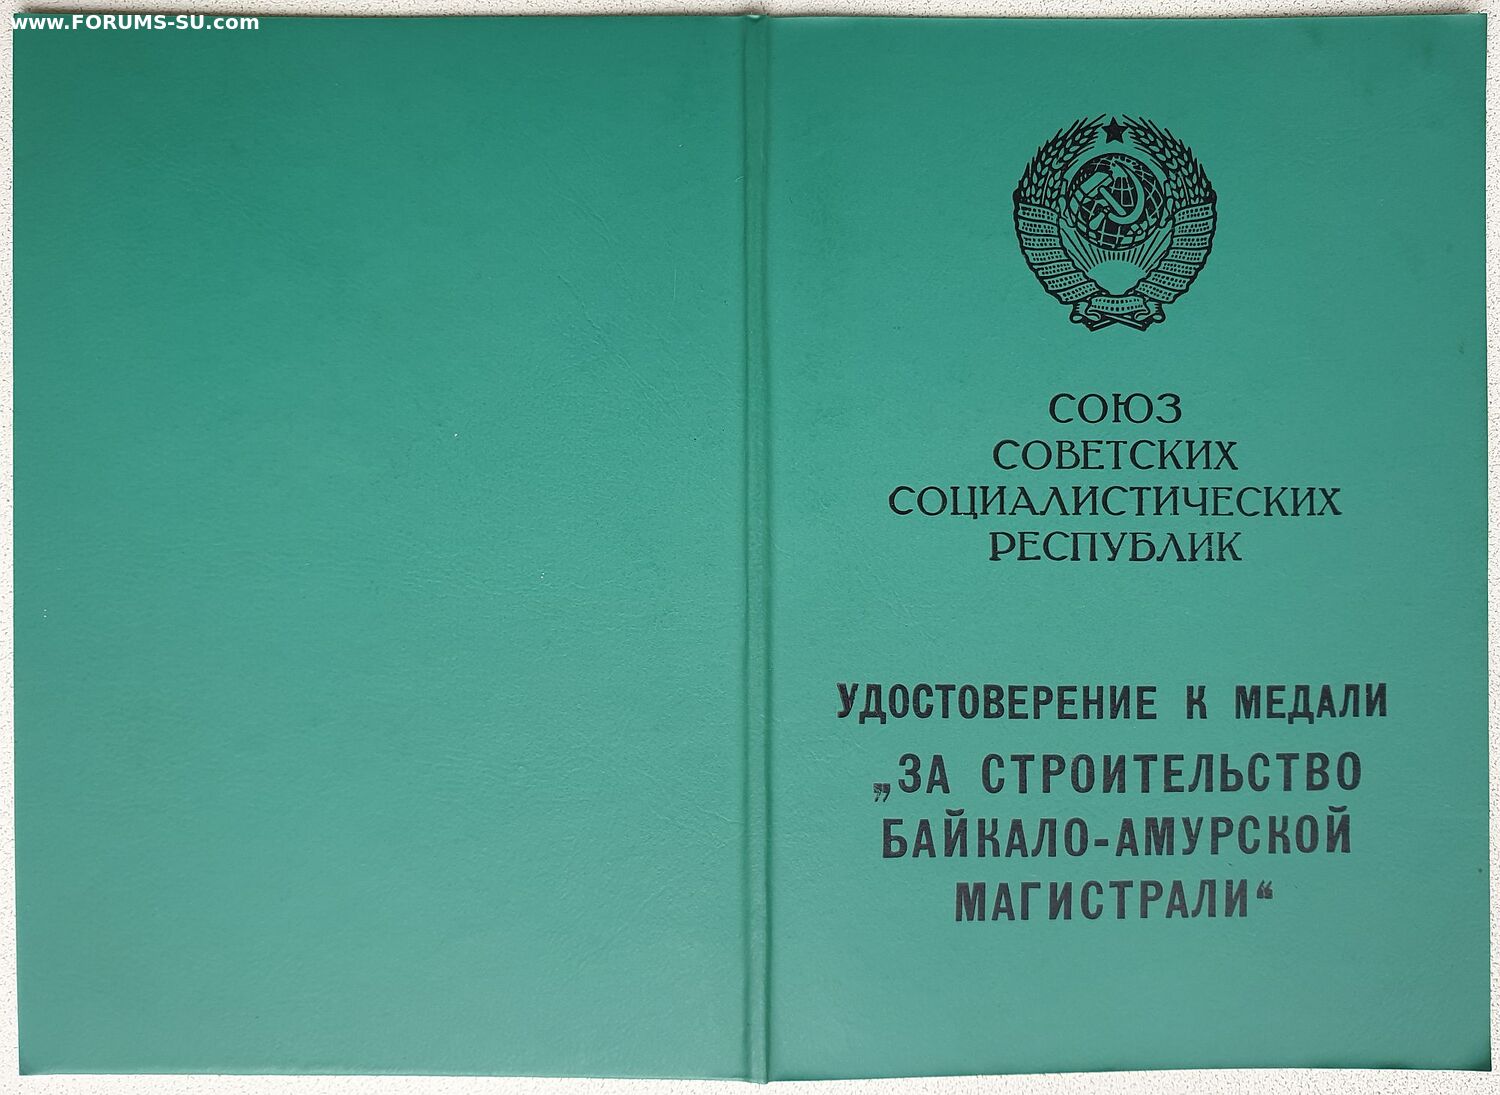 www.FORUMS-SU.com
СОЮЗ
СОВЕТСКИХ
СОЦИАЛИСТИЧЕСКИХ
РЕСПУБЛИК
УДОСТОВЕРЕНИЕ К МЕДАЛИ
„ЗА СТРОИТЕЛЬСТВО
БАЙКАЛО-АМУРСКОЙ
МАГИСТРАЛИ“